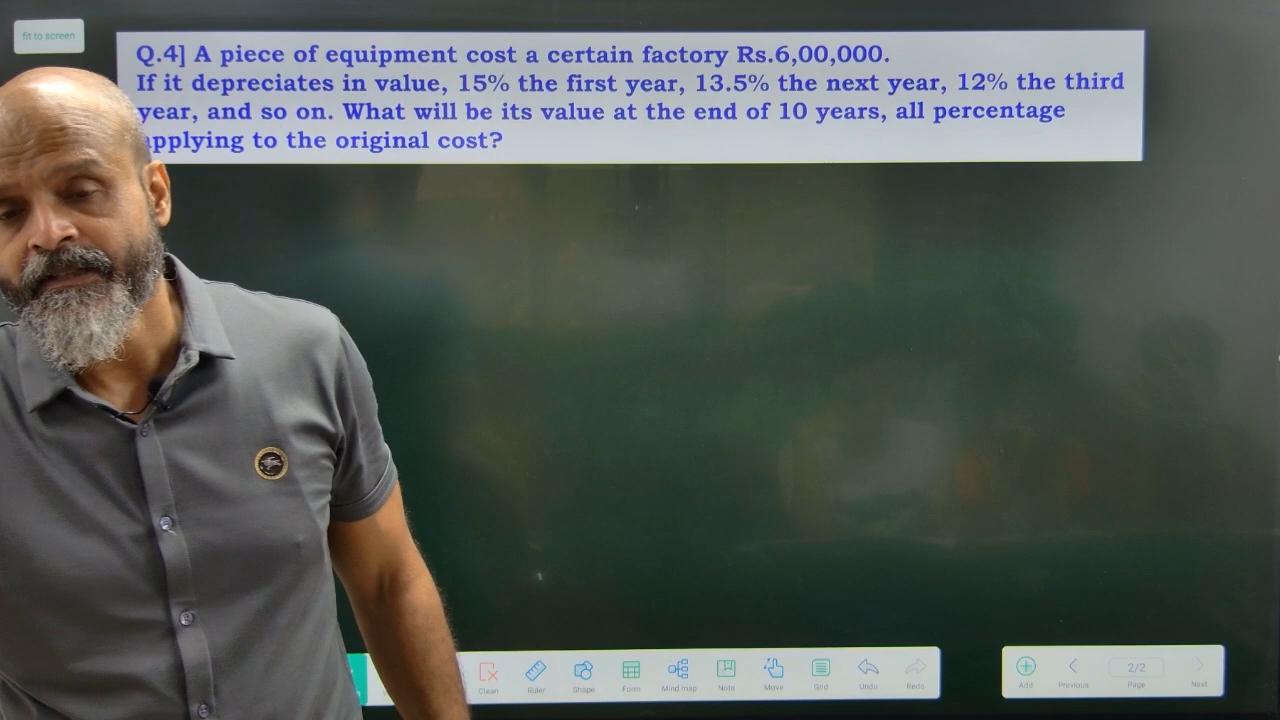 fit to screen
Q.4] A piece of equipment cost a certain factory Rs.6,00,000.
If it depreciates in value, 15% the first year, 13.5% the next year, 12% the third
year, and so on. What will be its value at the end of 10 years, all percentage
applying to the original cost?
Clean Ruler Shape Form Mind map Note Move Grid Undo Redo
Add Previous 2/2 Page Next